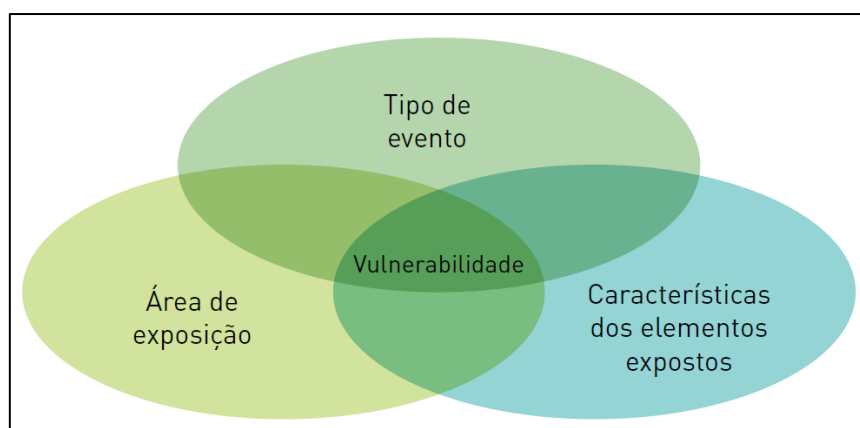 Tipo de
evento
Vulnerabilidade
Área de
exposição
Características
dos elementos
expostos